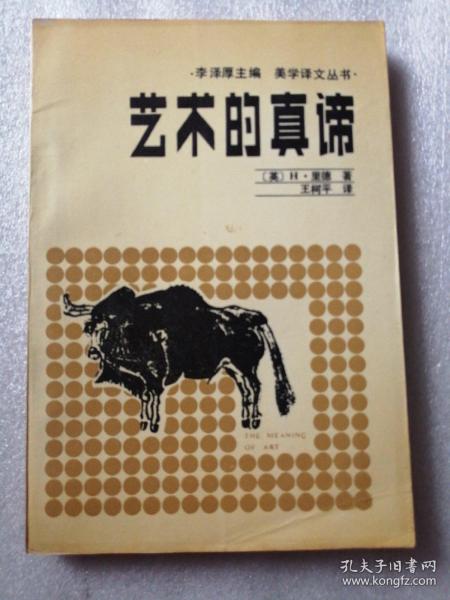 ·李泽厚主编 美学译文丛书·
艺术的真谛
〔英〕H·里德 著
王柯平 译
THE MEANING
OF ART
孔夫子旧书网
www.kongfz.com